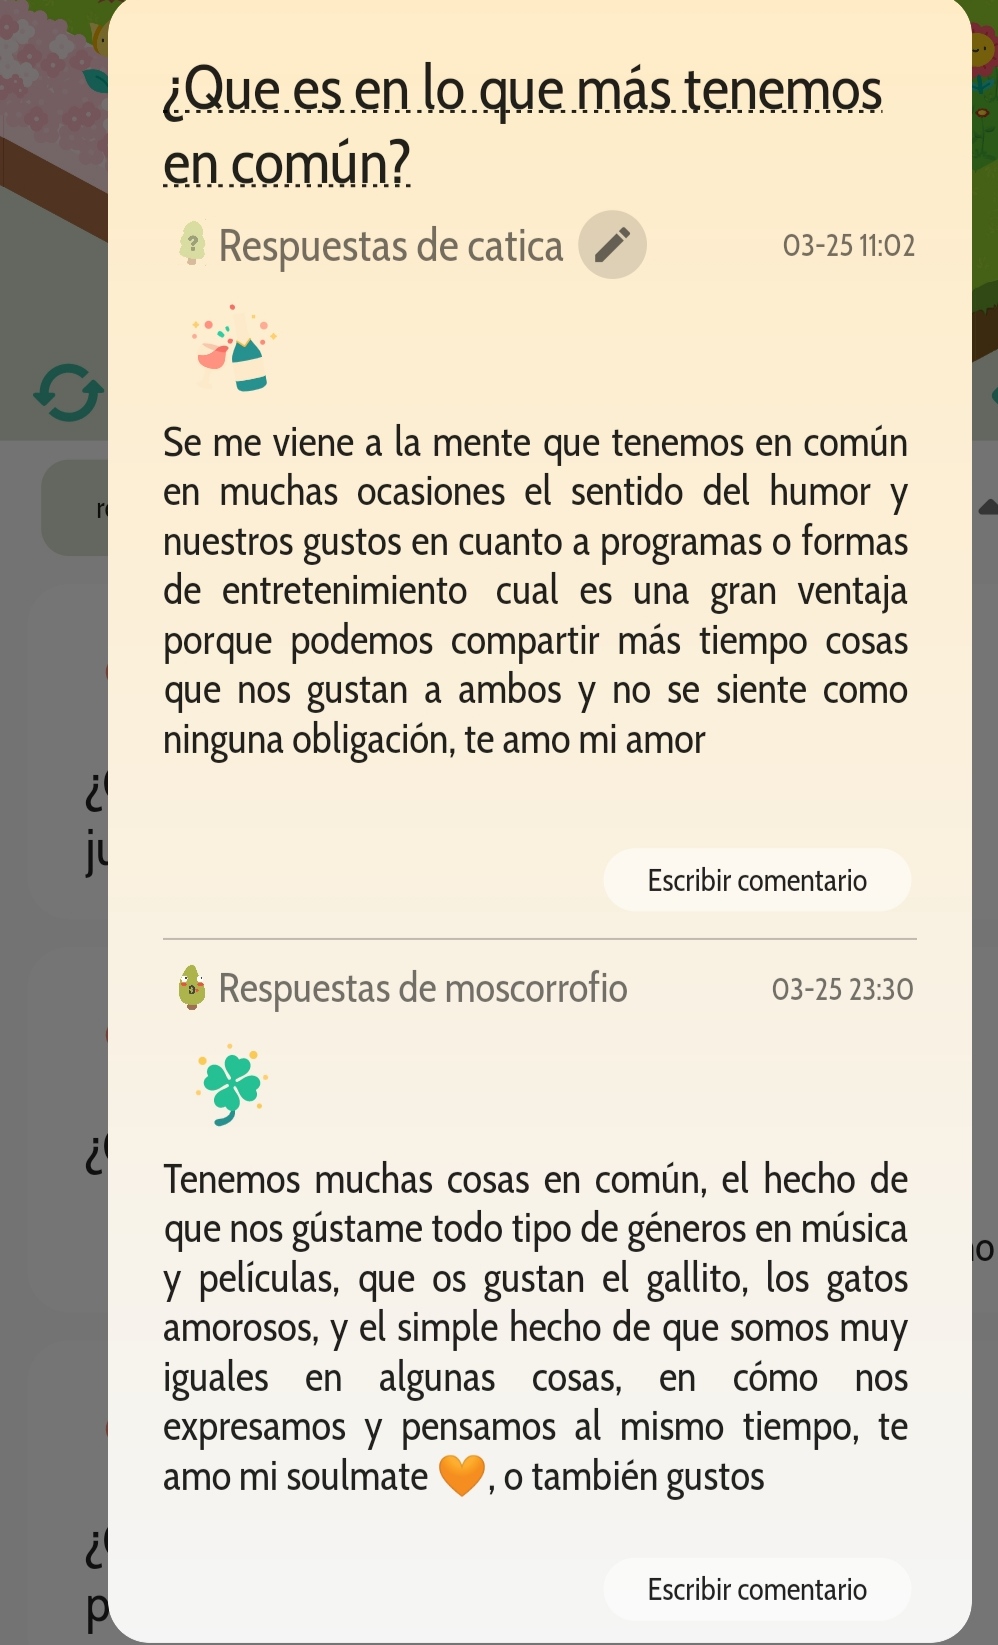 ¿Que es en lo que más tenemos
en común?
Respuestas de catica
03-25 11:02
Se me viene a la mente que tenemos en común
en muchas ocasiones el sentido del humor y
nuestros gustos en cuanto a programas o formas
de entretenimiento cual es una gran ventaja
porque podemos compartir más tiempo cosas
que nos gustan a ambos y no se siente como
ninguna obligación, te amo mi amor
Escribir comentario
Respuestas de moscorrofio
03-25 23:30
Tenemos muchas cosas en común, el hecho de
que nos gústame todo tipo de géneros en música
y películas, que os gustan el gallito, los gatos
amorosos, y el simple hecho de que somos muy
iguales en algunas cosas, en cómo nos
expresamos y pensamos al mismo tiempo, te
amo mi soulmate 🧡, o también gustos
Escribir comentario